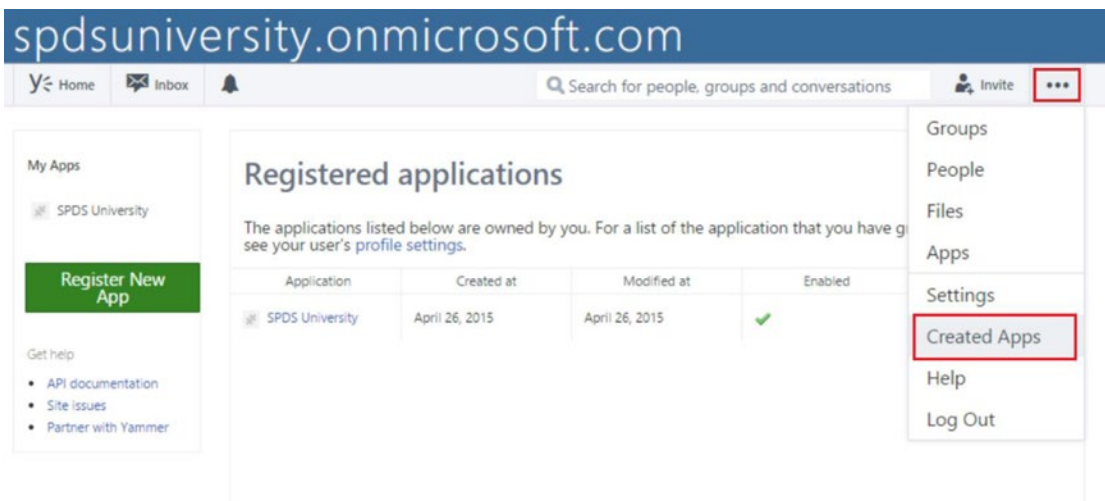 spdsuniversity.onmicrosoft.com
Home Inbox Search for people, groups and conversations Invite •••
My Apps
SPDS University
Register New
App
Get help
• API documentation
• Site issues
• Partner with Yammer
Registered applications
The applications listed below are owned by you. For a list of the application that you have g
see your user's profile settings.
Application Created at Modified at Enabled
SPDS University April 26, 2015 April 26, 2015
Groups
People
Files
Apps
Settings
Created Apps
Help
Log Out